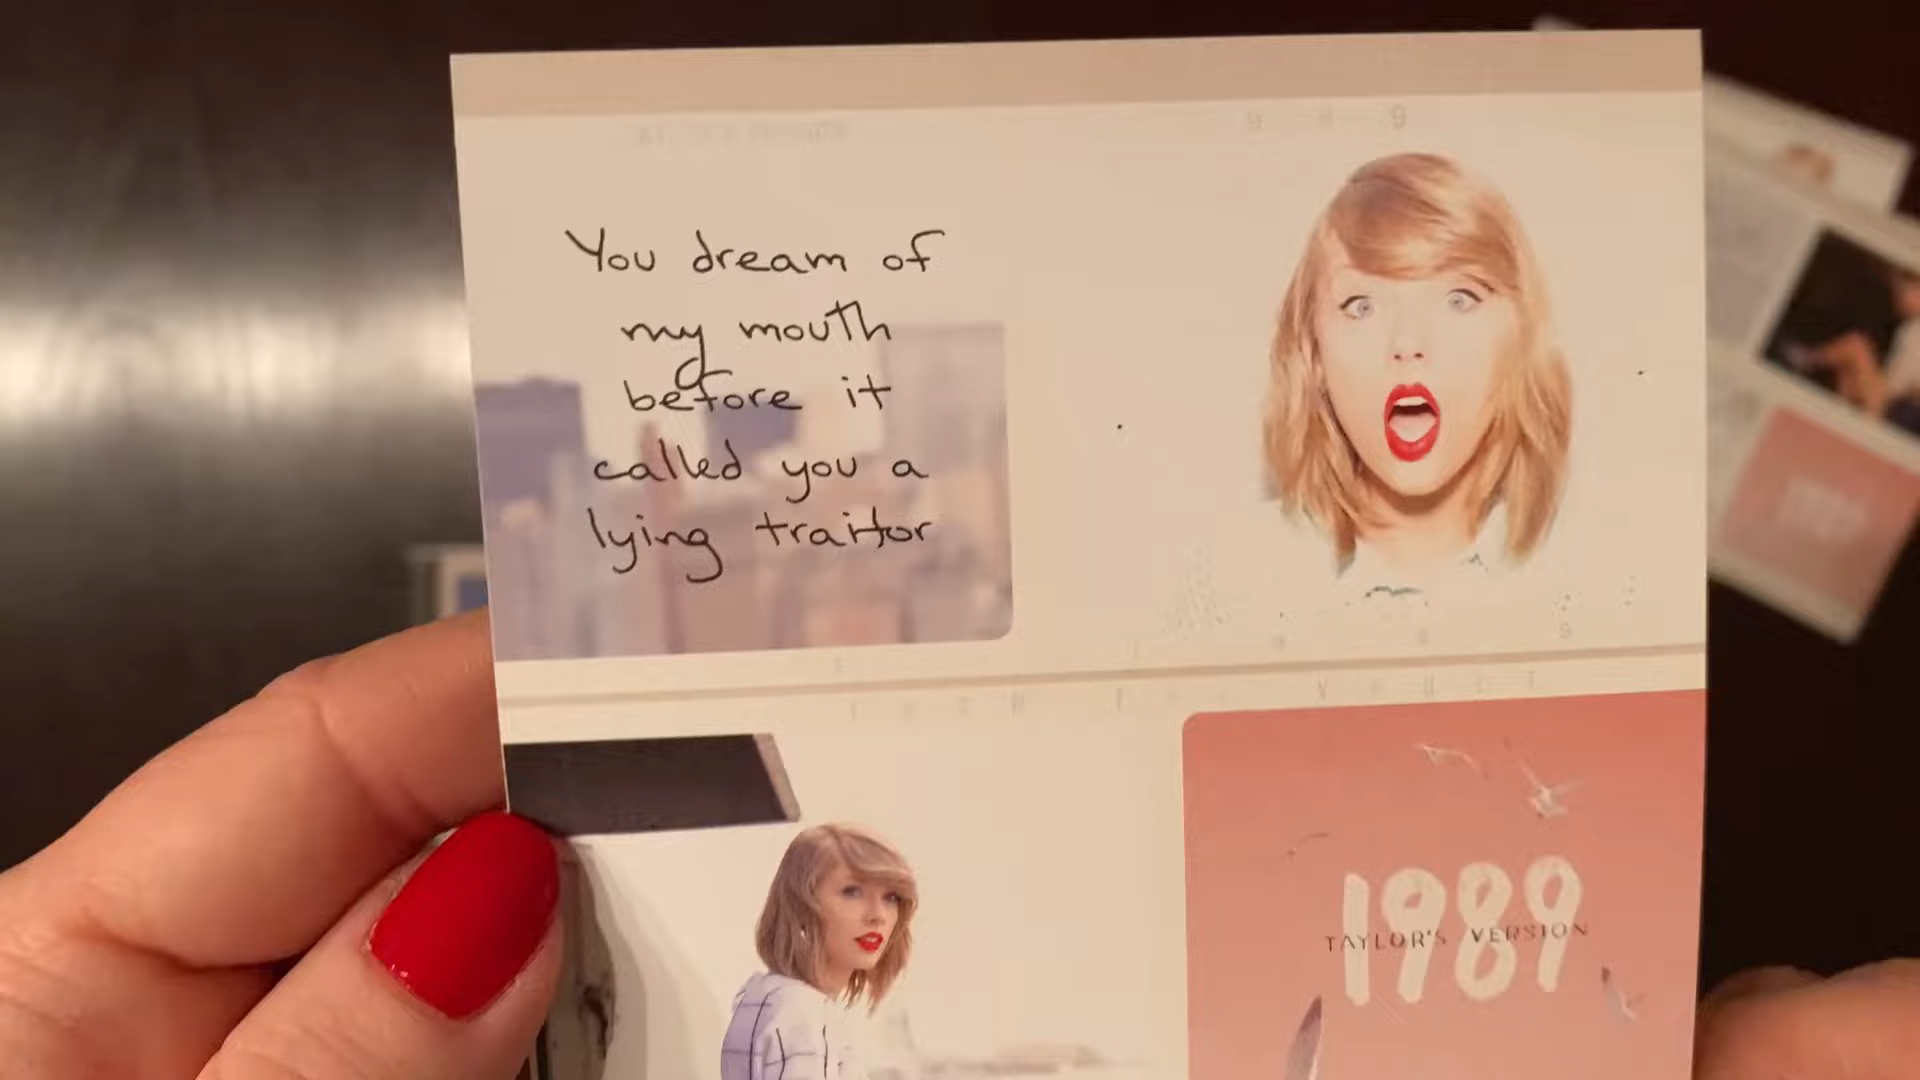 You dream of
my mouth
before it
called you a
lying traitor
1989
TAYLOR'S VERSION